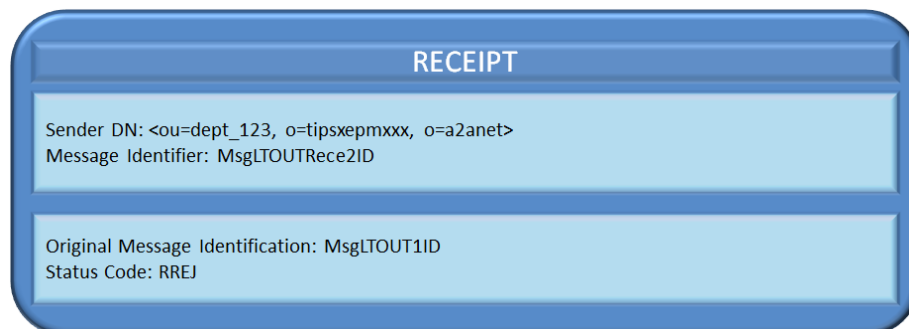 RECEIPT
Sender DN: <ou=dept_123, o=tipsxepmxxx, o=a2anet>
Message Identifier: MsgLTOUTRece2ID
Original Message Identification: MsgLTOUT1ID
Status Code: RREJ